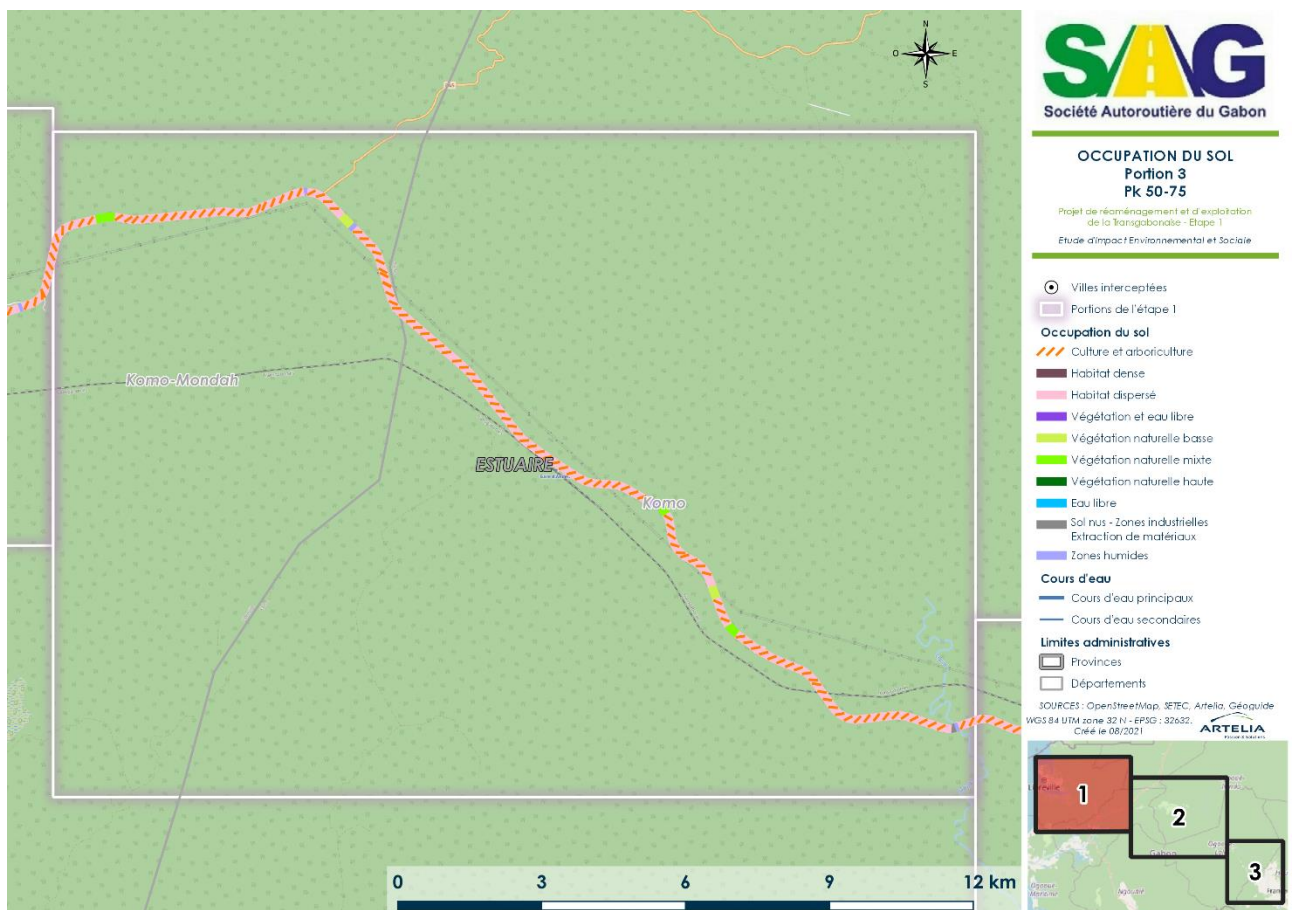 N
O
E
S
Komo-Mondah
ESTUAIRE
Komo
0 3 6 9 12 km
SAG
Société Autoroutière du Gabon
OCCUPATION DU SOL
Portion 3
Pk 50-75
Projet de réaménagement et d'exploitation
de la Transgabonaise - Etape 1
Etude d'Impact Environnemental et Sociale
Villes interceptées
Portions de l'étape 1
Occupation du sol
Culture et arboriculture
Habitat dense
Habitat dispersé
Végétation et eau libre
Végétation naturelle basse
Végétation naturelle mixte
Végétation naturelle haute
Eau libre
Sol nus - Zones industrielles
Extraction de matériaux
Zones humides
Cours d'eau
Cours d'eau principaux
Cours d'eau secondaires
Limites administratives
Provinces
Départements
SOURCES : OpenStreetMap, SETEC, Artelia, Géoguide
WGS 84 UTM zone 32 N - EPSG : 32632.
Créé le 08/2021
ARTELIA
1
2
Gabon
3